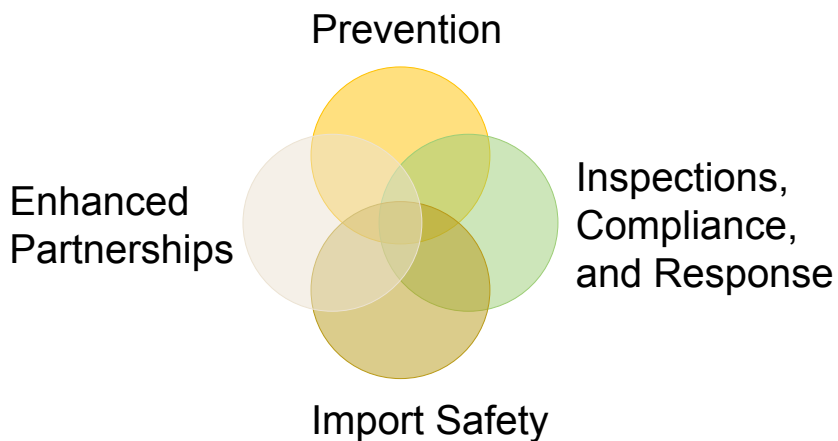 Prevention
Enhanced
Partnerships
Inspections,
Compliance,
and Response
Import Safety